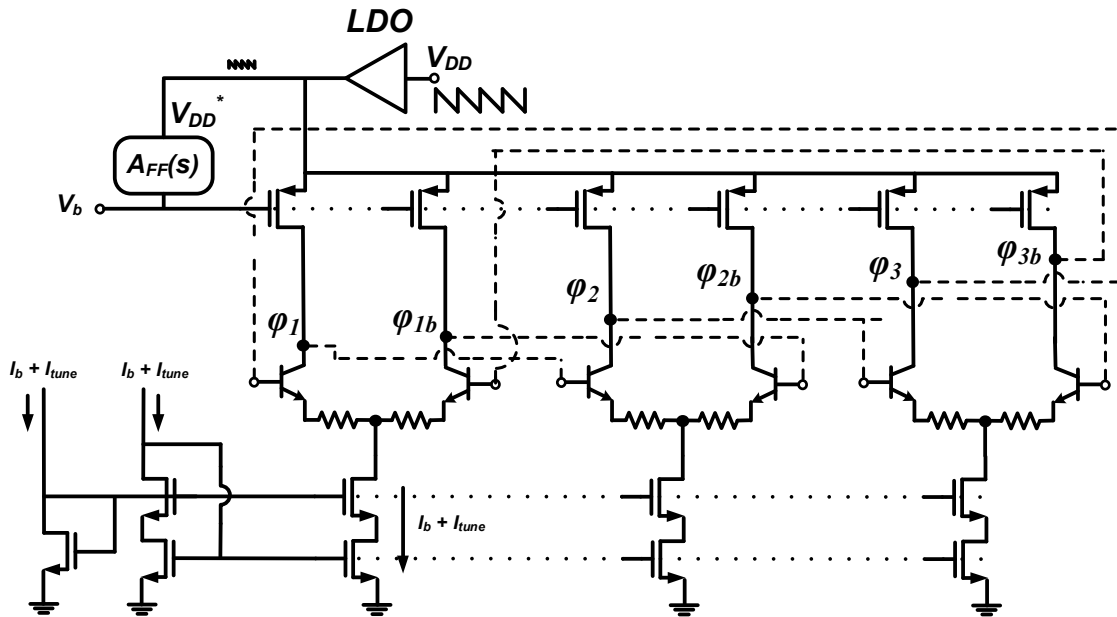 LDO
V_DD
V_DD*
A_FF(s)
V_b
φ_1
φ_1b
φ_2
φ_2b
φ_3
φ_3b
I_b + I_tune
I_b + I_tune
I_b + I_tune